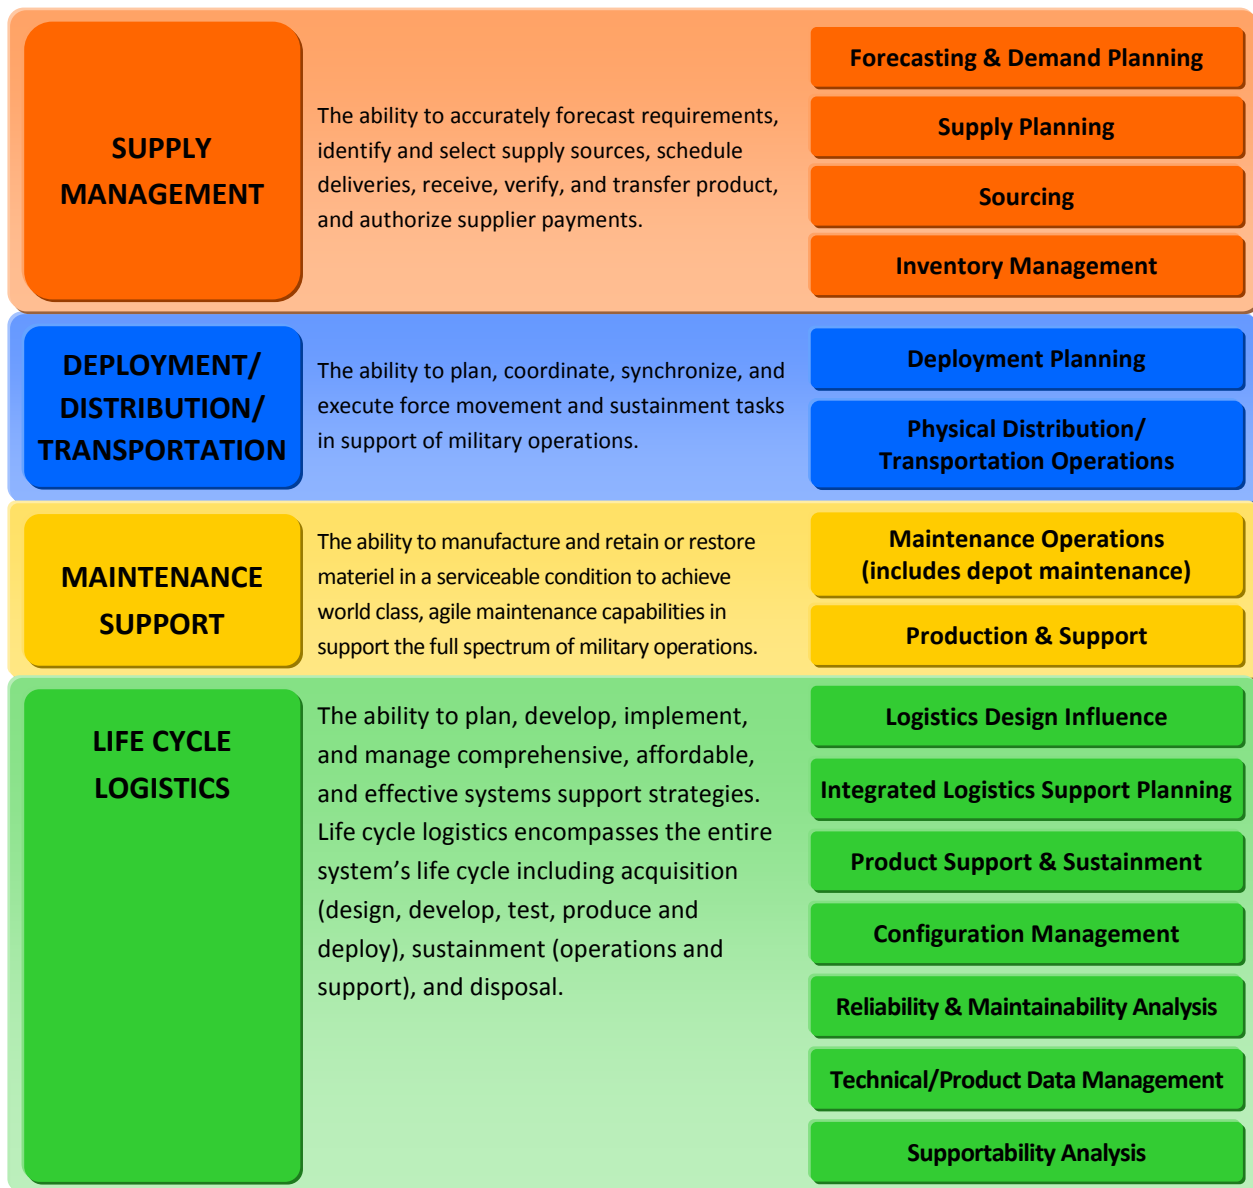 SUPPLY
MANAGEMENT
The ability to accurately forecast requirements,
identify and select supply sources, schedule
deliveries, receive, verify, and transfer product,
and authorize supplier payments.
Forecasting & Demand Planning
Supply Planning
Sourcing
Inventory Management
DEPLOYMENT/
DISTRIBUTION/
TRANSPORTATION
The ability to plan, coordinate, synchronize, and
execute force movement and sustainment tasks
in support of military operations.
Deployment Planning
Physical Distribution/
Transportation Operations
MAINTENANCE
SUPPORT
The ability to manufacture and retain or restore
materiel in a serviceable condition to achieve
world class, agile maintenance capabilities in
support the full spectrum of military operations.
Maintenance Operations
(includes depot maintenance)
Production & Support
LIFE CYCLE
LOGISTICS
The ability to plan, develop, implement,
and manage comprehensive, affordable,
and effective systems support strategies.
Life cycle logistics encompasses the entire
system’s life cycle including acquisition
(design, develop, test, produce and
deploy), sustainment (operations and
support), and disposal.
Logistics Design Influence
Integrated Logistics Support Planning
Product Support & Sustainment
Configuration Management
Reliability & Maintainability Analysis
Technical/Product Data Management
Supportability Analysis